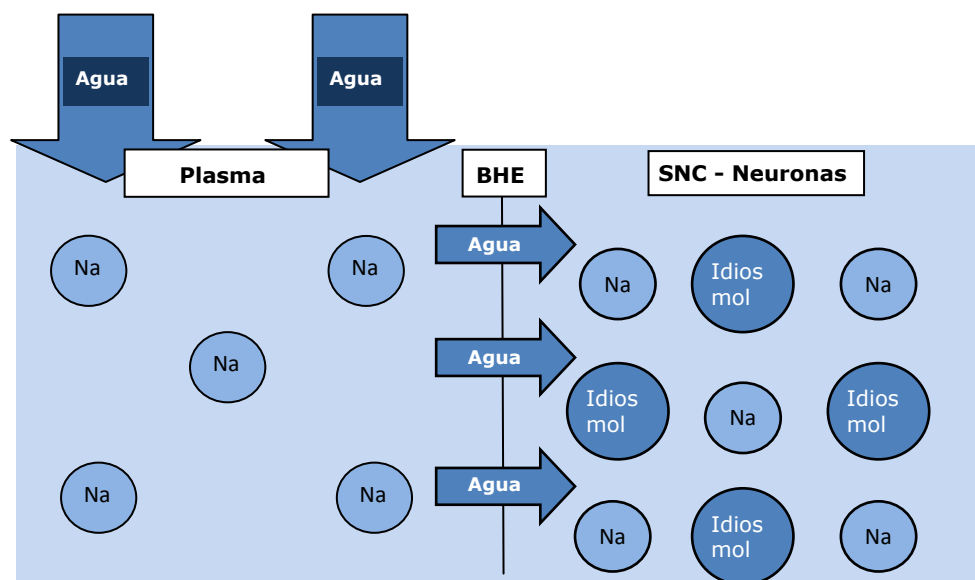 Agua
Agua
Plasma
BHE
SNC - Neuronas
Agua
Na
Na
Na
Idios
mol
Na
Agua
Na
Idios
mol
Na
Idios
mol
Agua
Na
Na
Na
Idios
mol
Na